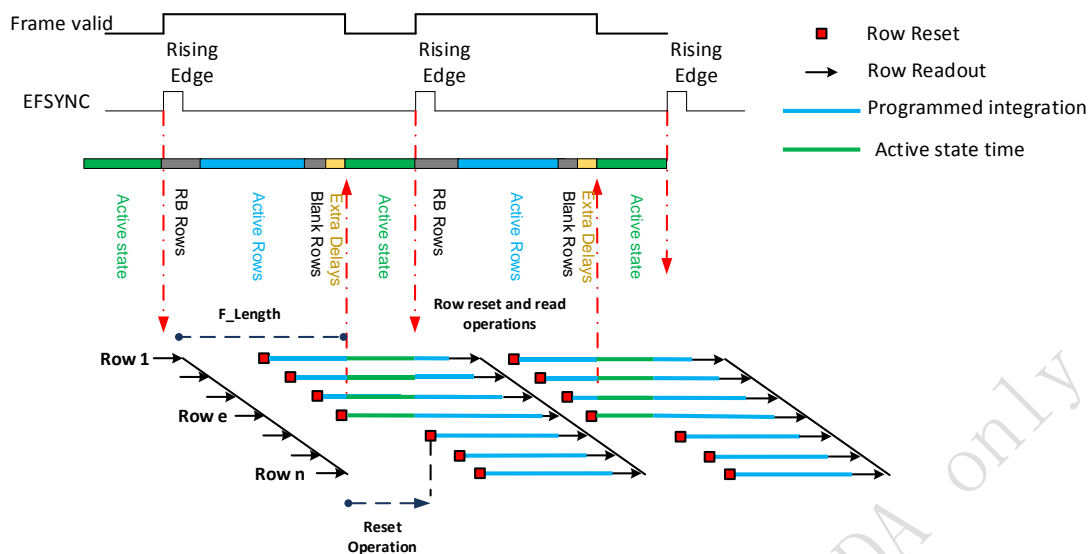 Frame valid
Rising
Edge
Rising
Edge
Rising
Edge
EFSYNC
Row Reset
Row Readout
Programmed integration
Active state time
Active state
RB Rows
Active Rows
Blank Rows
Extra Delays
Active state
RB Rows
Active Rows
Blank Rows
Extra Delays
Active state
F_Length
Row reset and read
operations
Row 1
Row e
Row n
Reset
Operation
DA only